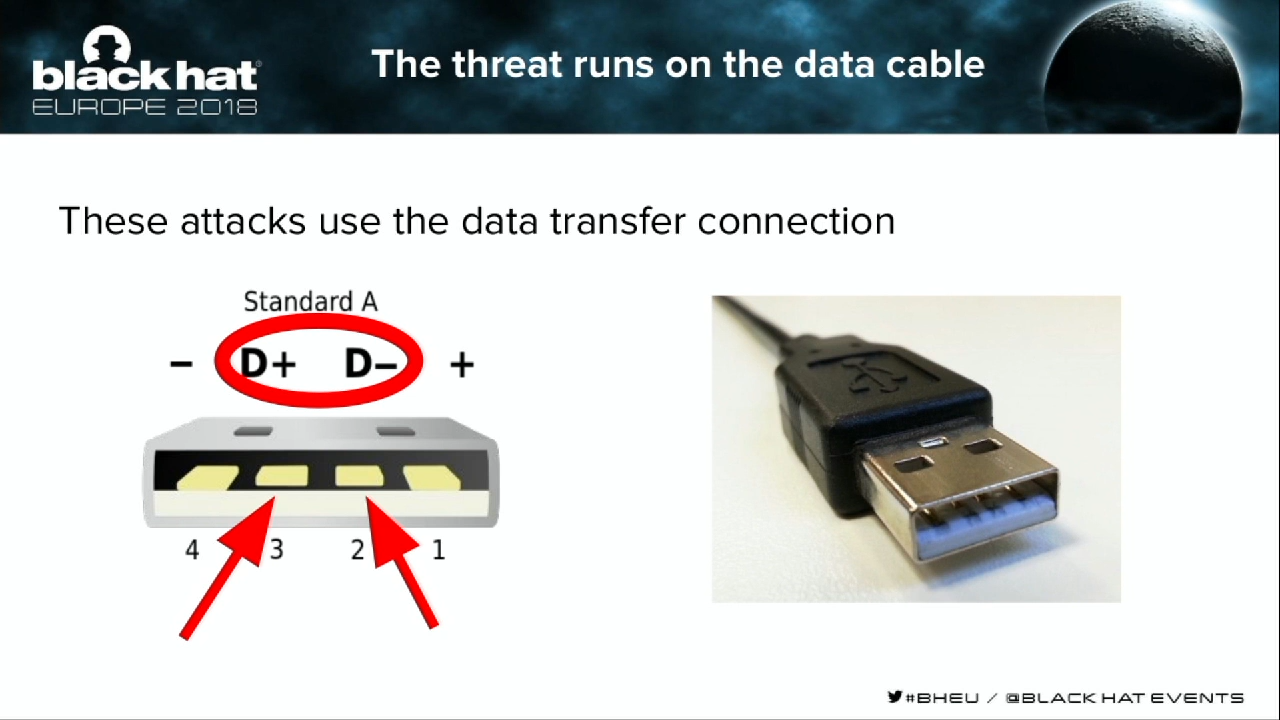 black hat
EUROPE 2018
The threat runs on the data cable
These attacks use the data transfer connection
Standard A
– D+ D– +
4 3 2 1
#BHEU / @BLACK HAT EVENTS